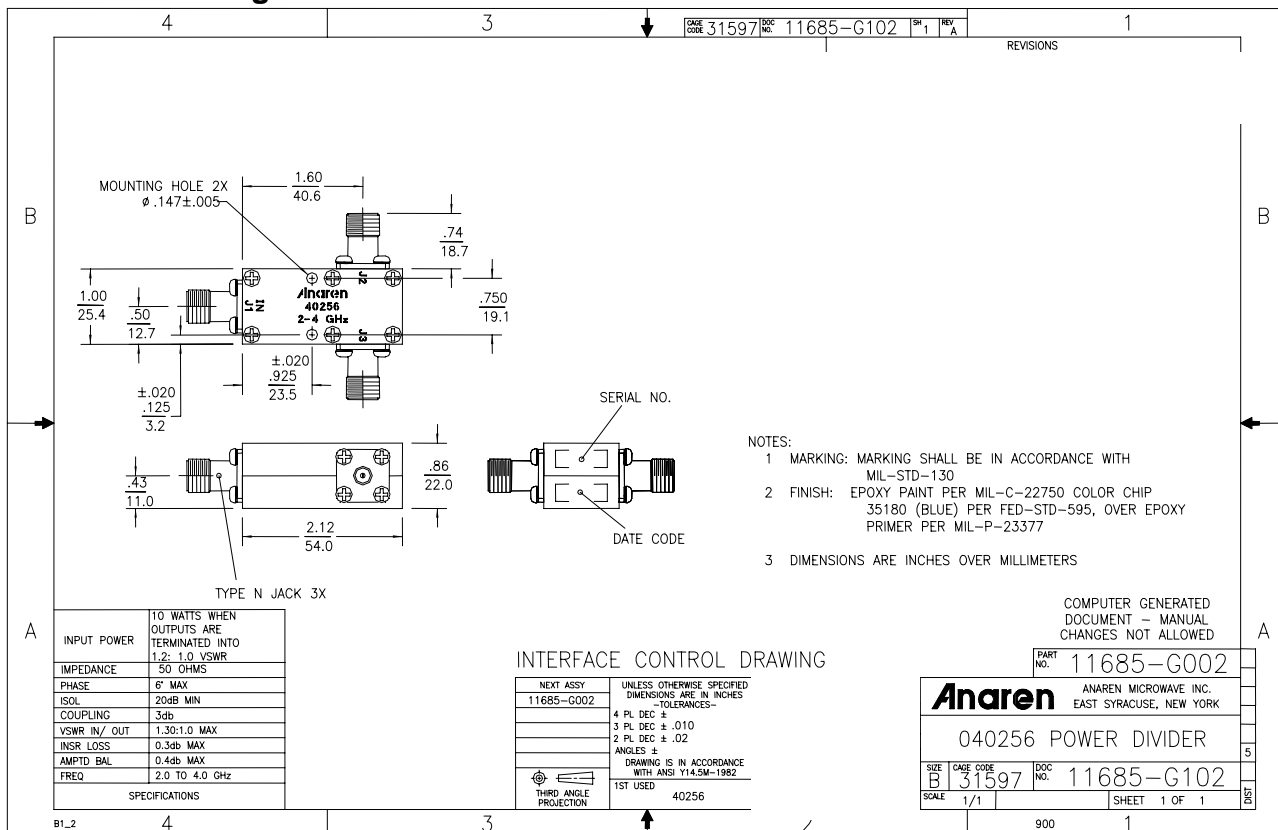 4
3
1
CAGE CODE 31597 DOC NO. 11685-G102 SH 1 REV A
REVISIONS
B
B
MOUNTING HOLE 2X
ø .147±.005
1.60
40.6
.74
18.7
1.00
25.4
.50
12.7
IN
J1
J2
J3
Anaren
40256
2-4 GHz
.750
19.1
±.020
.925
23.5
±.020
.125
3.2
SERIAL NO.
.43
11.0
.86
22.0
2.12
54.0
DATE CODE
TYPE N JACK 3X
NOTES:
1 MARKING: MARKING SHALL BE IN ACCORDANCE WITH
MIL-STD-130
2 FINISH: EPOXY PAINT PER MIL-C-22750 COLOR CHIP
35180 (BLUE) PER FED-STD-595, OVER EPOXY
PRIMER PER MIL-P-23377
3 DIMENSIONS ARE INCHES OVER MILLIMETERS
A
A
INPUT POWER 10 WATTS WHEN
OUTPUTS ARE
TERMINATED INTO
1.2: 1.0 VSWR
IMPEDANCE 50 OHMS
PHASE 6° MAX
ISOL 20dB MIN
COUPLING 3db
VSWR IN/ OUT 1.30:1.0 MAX
INSR LOSS 0.3db MAX
AMPTD BAL 0.4db MAX
FREQ 2.0 TO 4.0 GHz
SPECIFICATIONS
INTERFACE CONTROL DRAWING
NEXT ASSY
11685-G002
UNLESS OTHERWISE SPECIFIED
DIMENSIONS ARE IN INCHES
-TOLERANCES-
4 PL DEC ±
3 PL DEC ± .010
2 PL DEC ± .02
ANGLES ±
DRAWING IS IN ACCORDANCE
WITH ANSI Y14.5M-1982
THIRD ANGLE
PROJECTION
1ST USED
40256
COMPUTER GENERATED
DOCUMENT - MANUAL
CHANGES NOT ALLOWED
PART NO. 11685-G002
Anaren
ANAREN MICROWAVE INC.
EAST SYRACUSE, NEW YORK
040256 POWER DIVIDER
SIZE B CAGE CODE 31597 DOC NO. 11685-G102
SCALE 1/1 SHEET 1 OF 1
5
DIST
B1_2
4
3
900
1